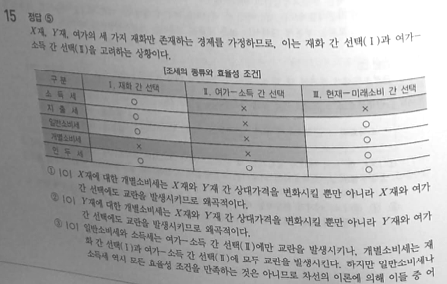 15 정답 ⑤
X재, Y재, 여가의 세 가지 재화만 존재하는 경제를 가정하므로, 이는 재화 간 선택(Ⅰ)과 여가-
소득 간 선택(Ⅱ)을 고려하는 상황이다.
[조세의 종류와 효율성 조건]
구 분 Ⅰ. 재화 간 선택 Ⅱ. 여가-소득 간 선택 Ⅲ. 현재-미래소비 간 선택
소 득 세 ○ × ×
지 출 세 ○ × ○
일반소비세 ○ × ○
개별소비세 × × ○
인 두 세 ○ ○ ○
① |○| X재에 대한 개별소비세는 X재와 Y재 간 상대가격을 변화시킬 뿐만 아니라 X재와 여가
간 선택에도 교란을 발생시키므로 왜곡적이다.
② |○| Y재에 대한 개별소비세는 X재와 Y재 간 상대가격을 변화시킬 뿐만 아니라 Y재와 여가
간 선택에도 교란을 발생시키므로 왜곡적이다.
③ |○| 일반소비세와 소득세는 여가-소득 간 선택(Ⅱ)에만 교란을 발생시키나, 개별소비세는 재
화 간 선택(Ⅰ)과 여가-소득 간 선택(Ⅱ)에 모두 교린을 발생시킨다. 하지만 일반소비세나
소득세 역시 모든 효율성 조건을 만족하는 것은 아니므로 차선의 이론에 의해 이들 중 어